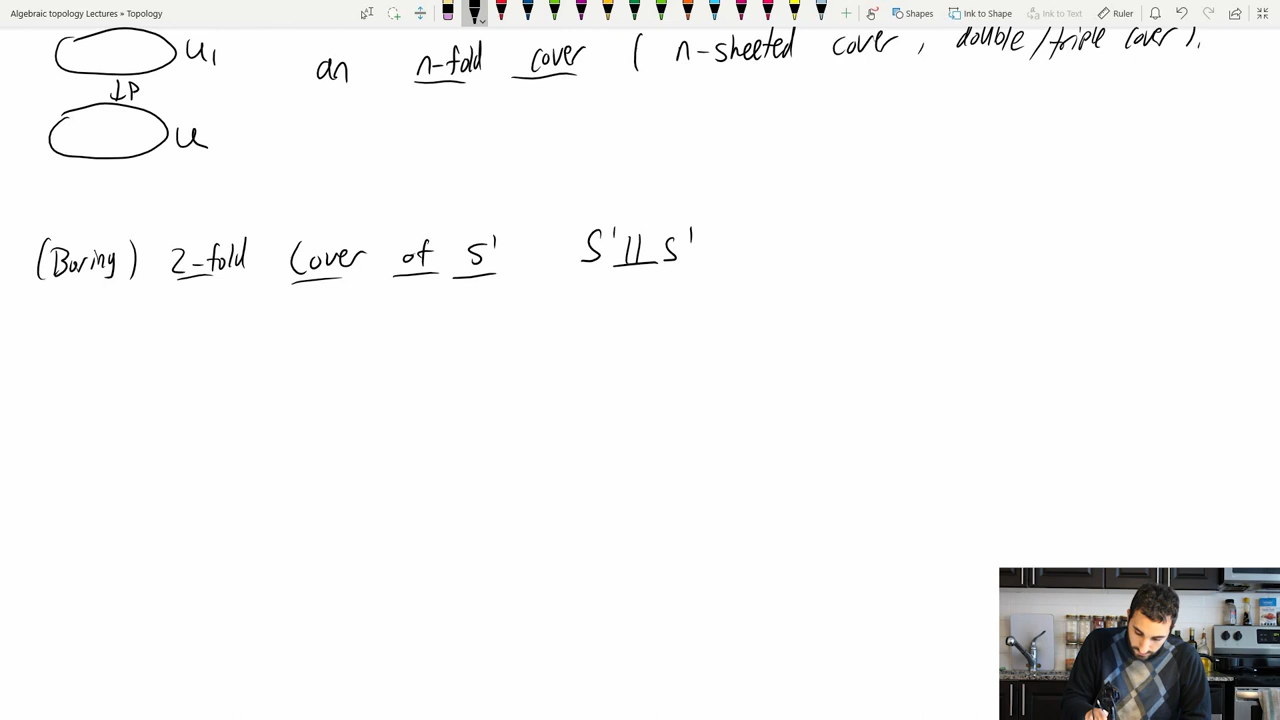 Algebraic topology Lectures » Topology
Shapes Ink to Shape Ink to Text Ruler
U₁
an n-fold cover ( n-sheeted cover, double/triple cover).
↓P
U
(Boring) 2-fold Cover of S¹ S¹ ⨿ S¹